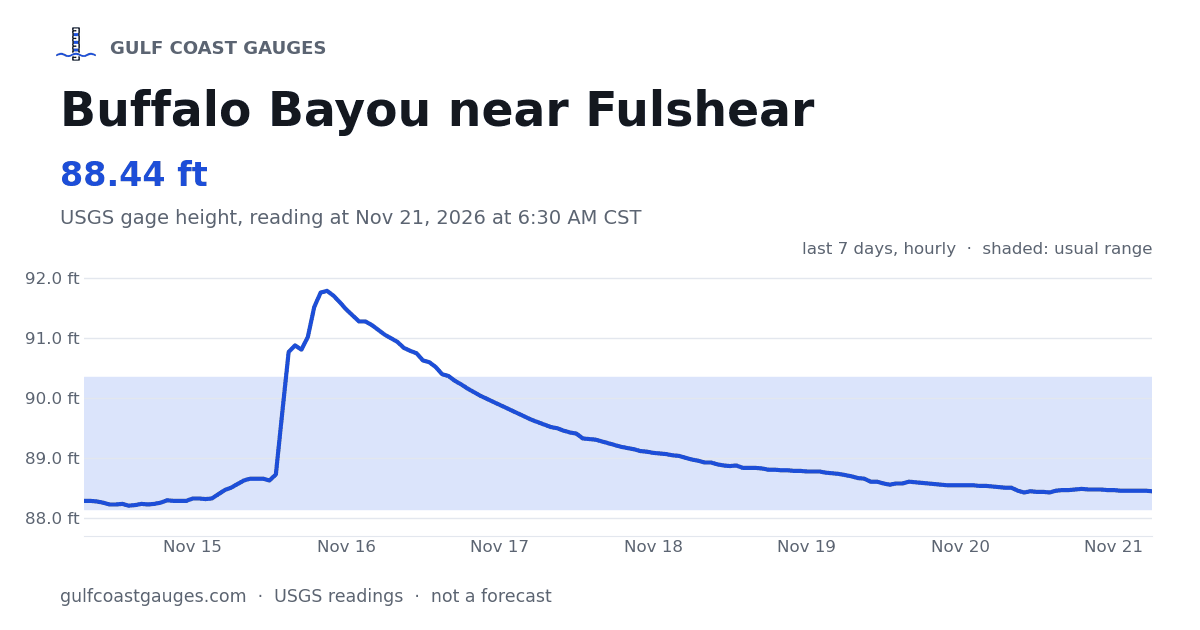 GULF COAST GAUGES
Buffalo Bayou near Fulshear
88.44 ft
USGS gage height, reading at Nov 21, 2026 at 6:30 AM CST
last 7 days, hourly · shaded: usual range
92.0 ft
91.0 ft
90.0 ft
89.0 ft
88.0 ft
Nov 15 Nov 16 Nov 17 Nov 18 Nov 19 Nov 20 Nov 21
gulfcoastgauges.com · USGS readings · not a forecast